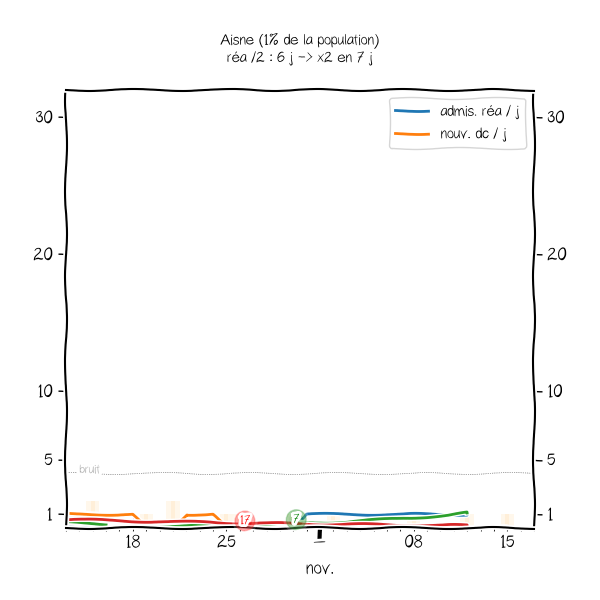 Aisne (1% de la population)
réa /2 : 6 j -> x2 en 7 j
admis. réa / j
nouv. dc / j
30
30
20
20
10
10
5
5
bruit
1
1
17
7
18
25
1
08
15
nov.